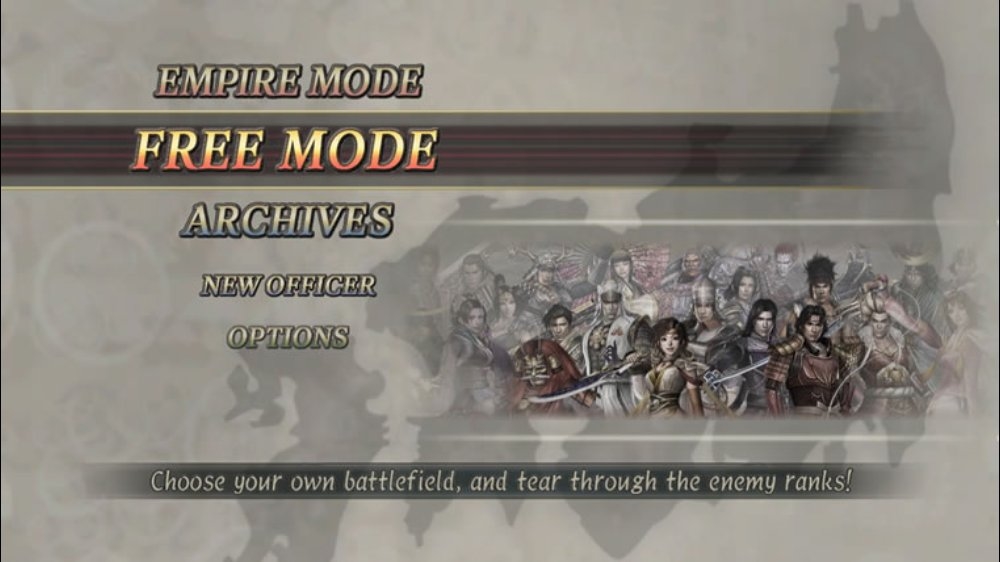 EMPIRE MODE
FREE MODE
ARCHIVES
NEW OFFICER
OPTIONS
Choose your own battlefield, and tear through the enemy ranks!